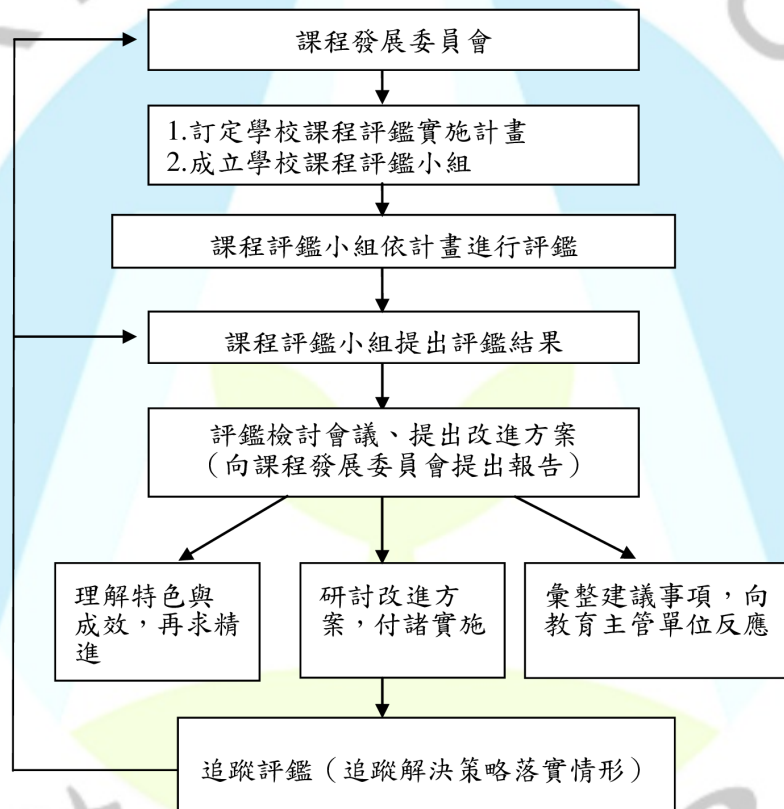 課程發展委員會
1.訂定學校課程評鑑實施計畫
2.成立學校課程評鑑小組
課程評鑑小組依計畫進行評鑑
課程評鑑小組提出評鑑結果
評鑑檢討會議、提出改進方案
（向課程發展委員會提出報告）
理解特色與
成效，再求精
進
研討改進方
案，付諸實施
彙整建議事項，向
教育主管單位反應
追蹤評鑑（追蹤解決策略落實情形）